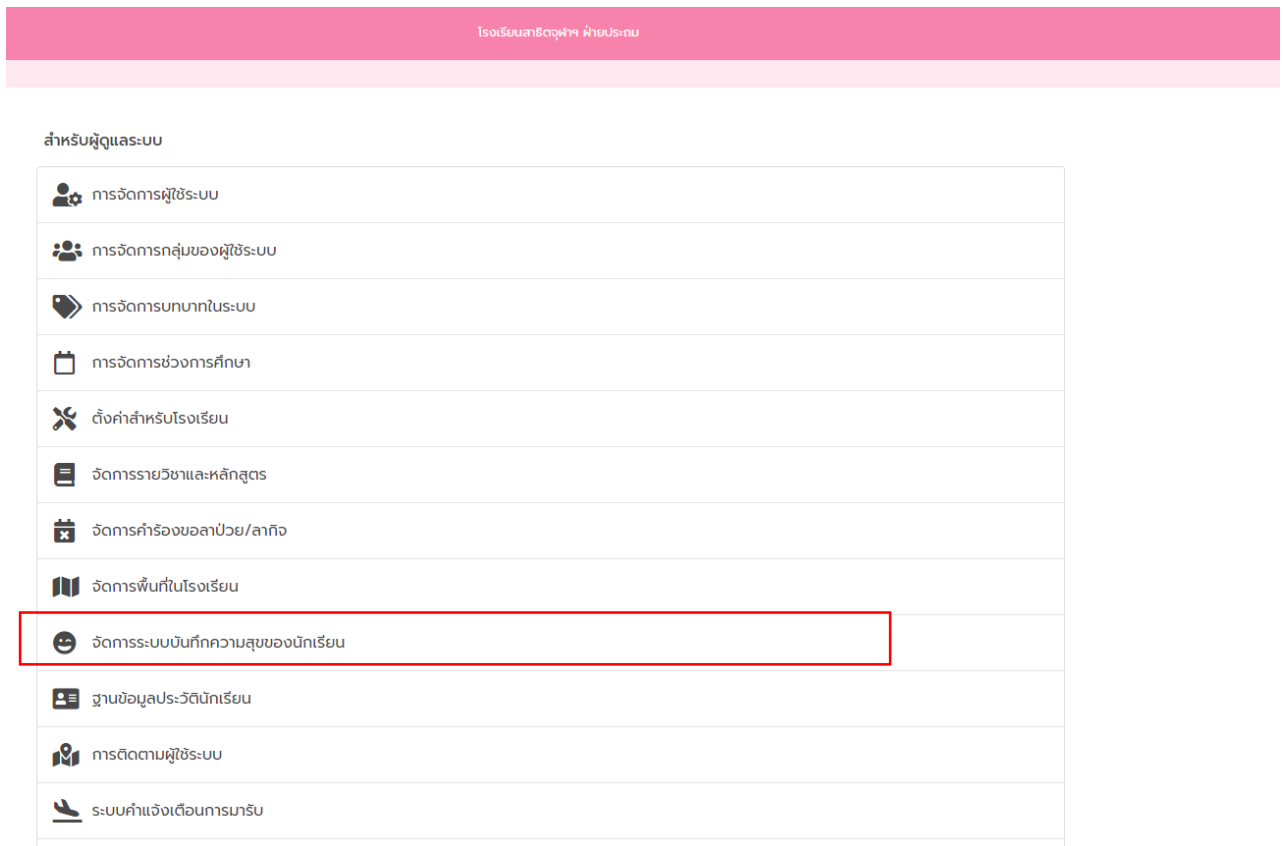 โรงเรียนสาธิตจุฬาฯ ฝ่ายประถม
สำหรับผู้ดูแลระบบ
การจัดการผู้ใช้ระบบ
การจัดการกลุ่มของผู้ใช้ระบบ
การจัดการบทบาทในระบบ
การจัดการช่วงการศึกษา
ตั้งค่าสำหรับโรงเรียน
จัดการรายวิชาและหลักสูตร
จัดการคำร้องขอลาป่วย/ลากิจ
จัดการพื้นที่ในโรงเรียน
จัดการระบบบันทึกความสุขของนักเรียน
ฐานข้อมูลประวัตินักเรียน
การติดตามผู้ใช้ระบบ
ระบบคำแจ้งเตือนการมารับ